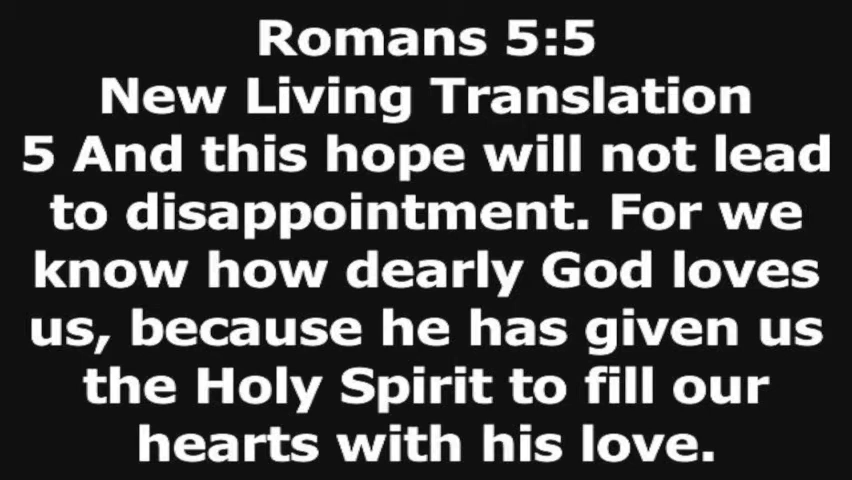 Romans 5:5
New Living Translation
5 And this hope will not lead
to disappointment. For we
know how dearly God loves
us, because he has given us
the Holy Spirit to fill our
hearts with his love.